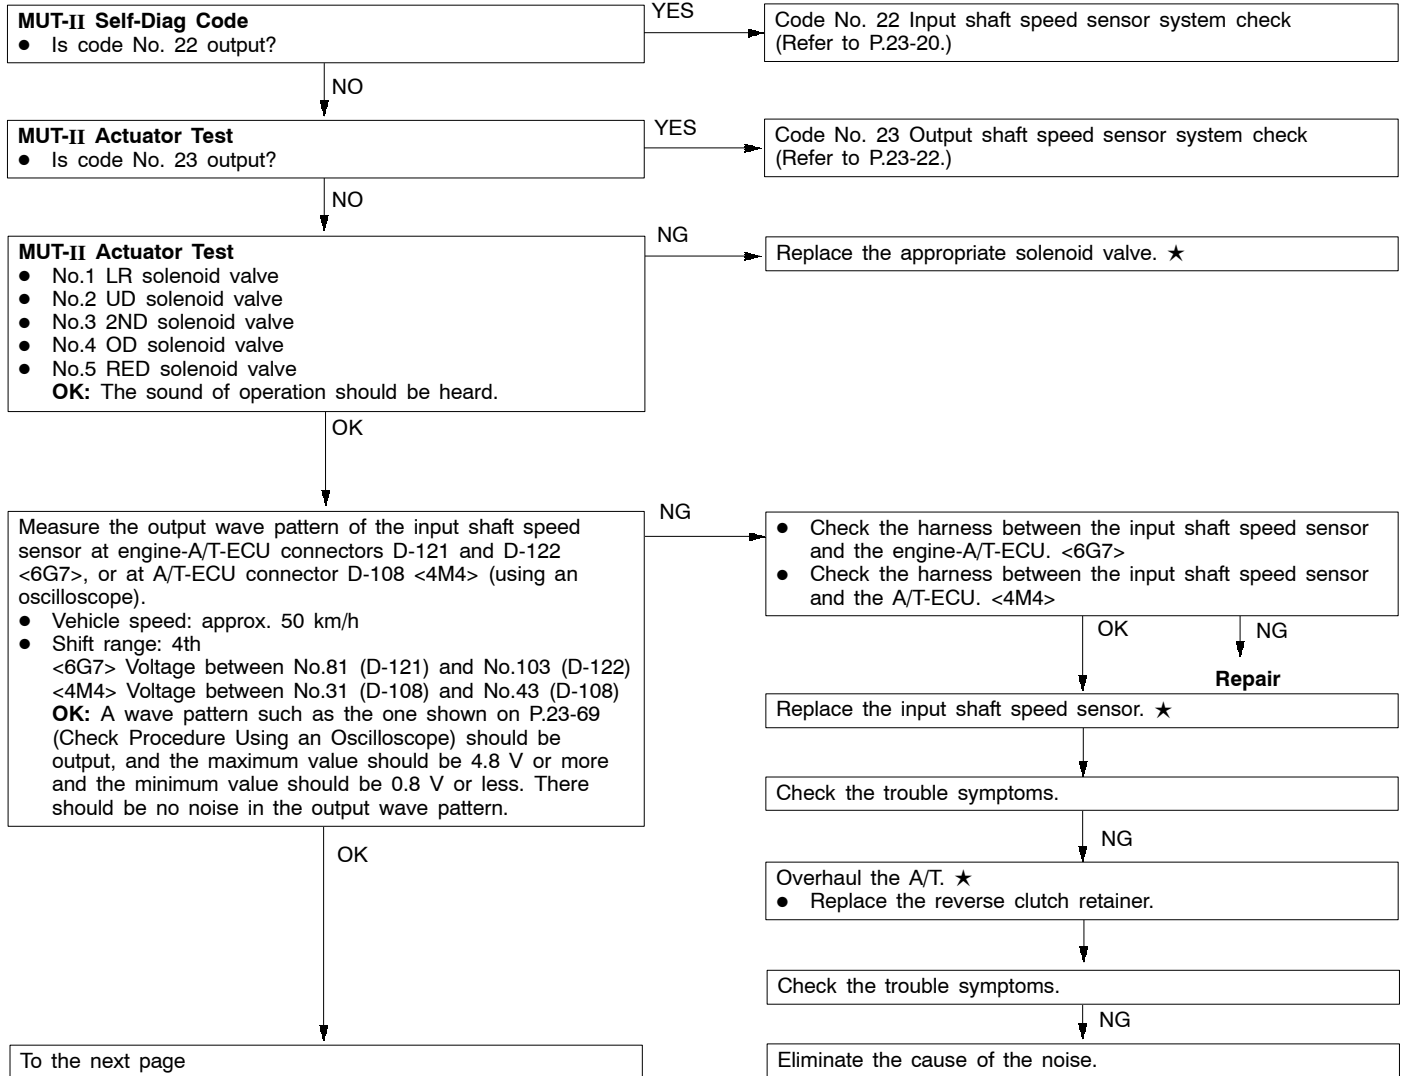 MUT-II Self-Diag Code
● Is code No. 22 output?
YES
Code No. 22 Input shaft speed sensor system check
(Refer to P.23-20.)
NO
MUT-II Actuator Test
● Is code No. 23 output?
YES
Code No. 23 Output shaft speed sensor system check
(Refer to P.23-22.)
NO
MUT-II Actuator Test
● No.1 LR solenoid valve
● No.2 UD solenoid valve
● No.3 2ND solenoid valve
● No.4 OD solenoid valve
● No.5 RED solenoid valve
OK: The sound of operation should be heard.
NG
Replace the appropriate solenoid valve. ★
OK
Measure the output wave pattern of the input shaft speed
sensor at engine-A/T-ECU connectors D-121 and D-122
<6G7>, or at A/T-ECU connector D-108 <4M4> (using an
oscilloscope).
● Vehicle speed: approx. 50 km/h
● Shift range: 4th
<6G7> Voltage between No.81 (D-121) and No.103 (D-122)
<4M4> Voltage between No.31 (D-108) and No.43 (D-108)
OK: A wave pattern such as the one shown on P.23-69
(Check Procedure Using an Oscilloscope) should be
output, and the maximum value should be 4.8 V or more
and the minimum value should be 0.8 V or less. There
should be no noise in the output wave pattern.
NG
● Check the harness between the input shaft speed sensor
and the engine-A/T-ECU. <6G7>
● Check the harness between the input shaft speed sensor
and the A/T-ECU. <4M4>
OK
NG
Repair
Replace the input shaft speed sensor. ★
Check the trouble symptoms.
NG
Overhaul the A/T. ★
● Replace the reverse clutch retainer.
Check the trouble symptoms.
NG
Eliminate the cause of the noise.
OK
To the next page